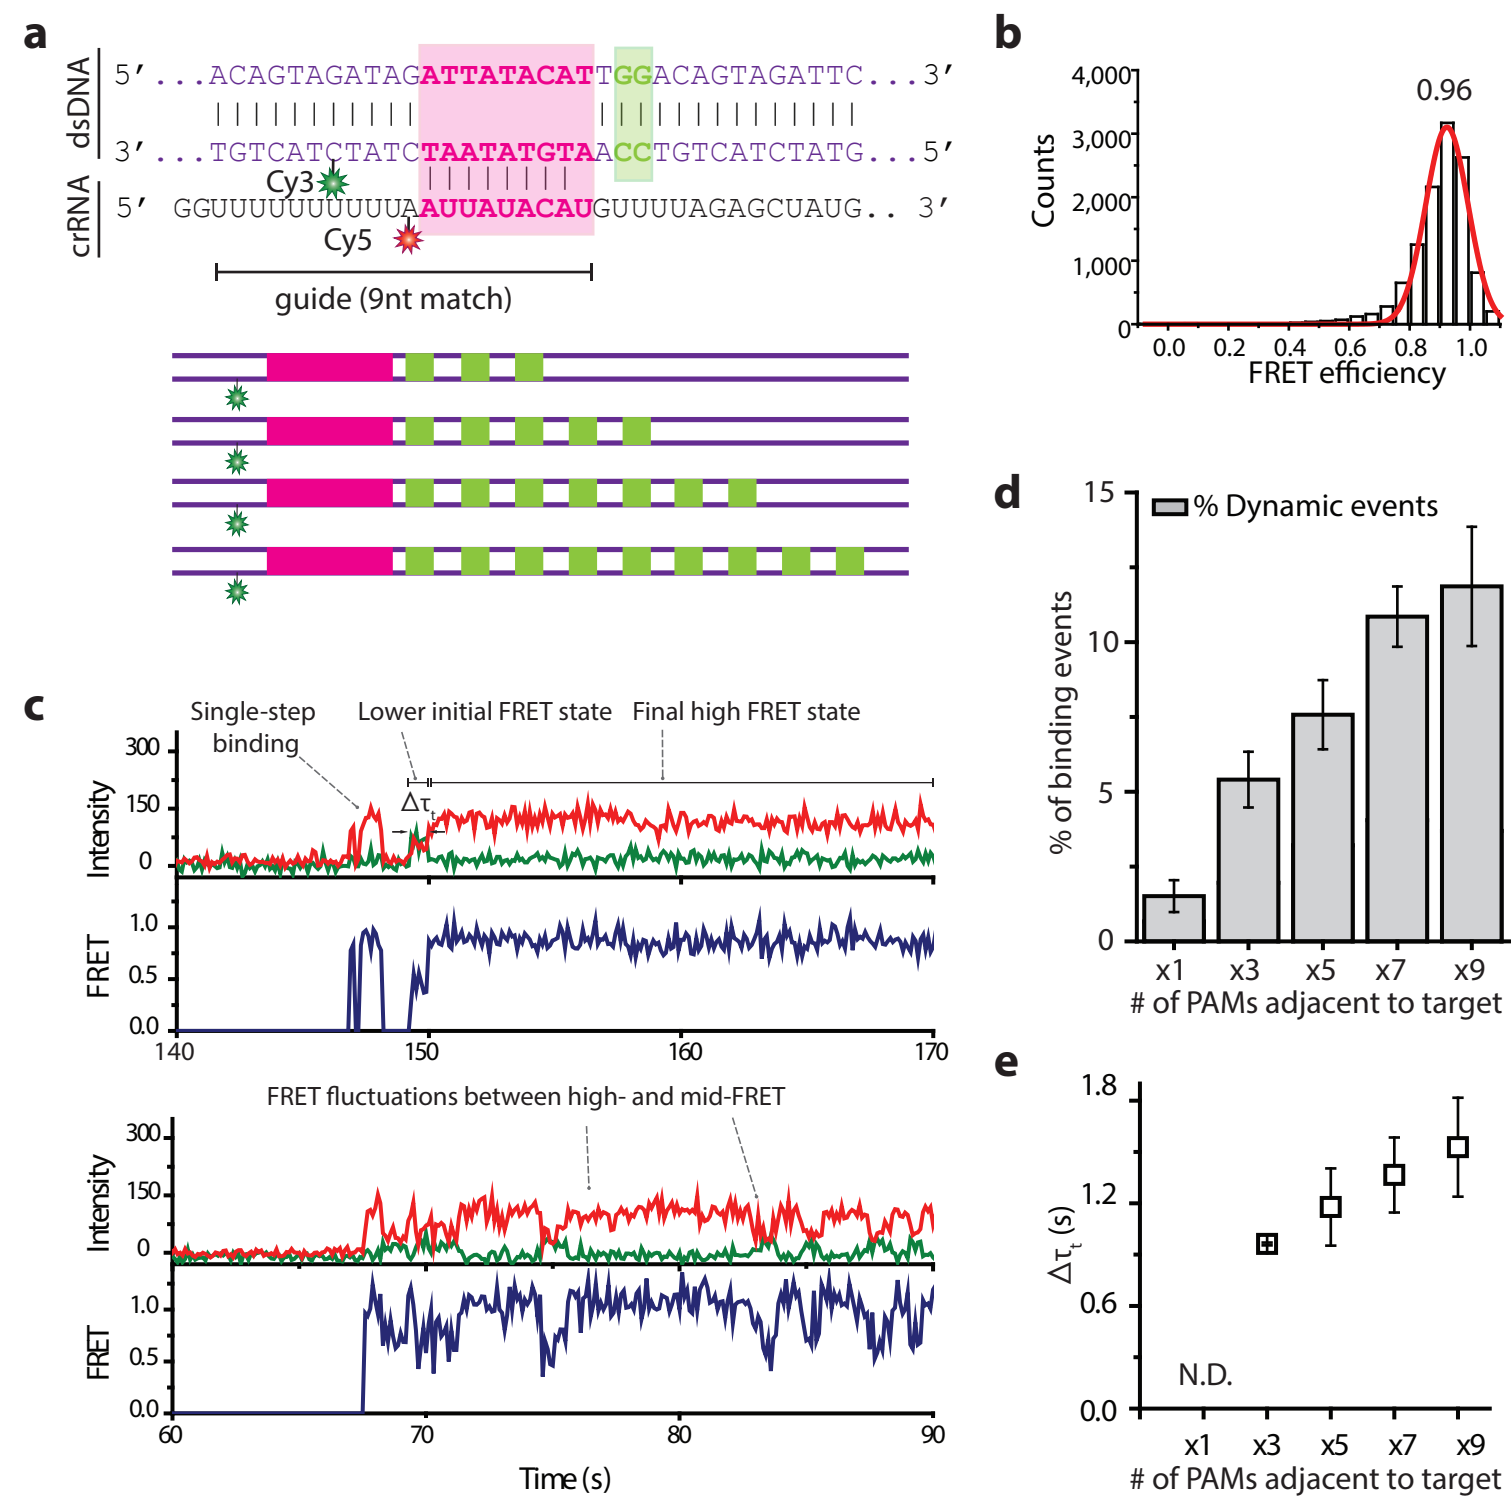 a
dsDNA
5′ ...ACAGTAGATAGATTATACATTGGACAGTAGATTC...3′
3′ ...TGTCATCTATCTAATATGTAACCTGTCATCTATG...5′
Cy3
crRNA
5′ GGUUUUUUUUUUAAUUAUACAUGUUUUAGAGCUAUG.. 3′
Cy5
guide (9nt match)
b
0.96
Counts
4,000
3,000
2,000
1,000
0
0.0 0.2 0.4 0.6 0.8 1.0
FRET efficiency
c
Single-step
binding
Lower initial FRET state
Final high FRET state
Δτt
Intensity
300
150
0
FRET
1.0
0.5
0.0
140 150 160 170
FRET fluctuations between high- and mid-FRET
Intensity
300
150
0
FRET
1.0
0.5
0.0
60 70 80 90
Time (s)
d
% Dynamic events
% of binding events
15
10
5
0
x1 x3 x5 x7 x9
# of PAMs adjacent to target
e
Δτt (s)
1.8
1.2
0.6
0.0
N.D.
x1 x3 x5 x7 x9
# of PAMs adjacent to target